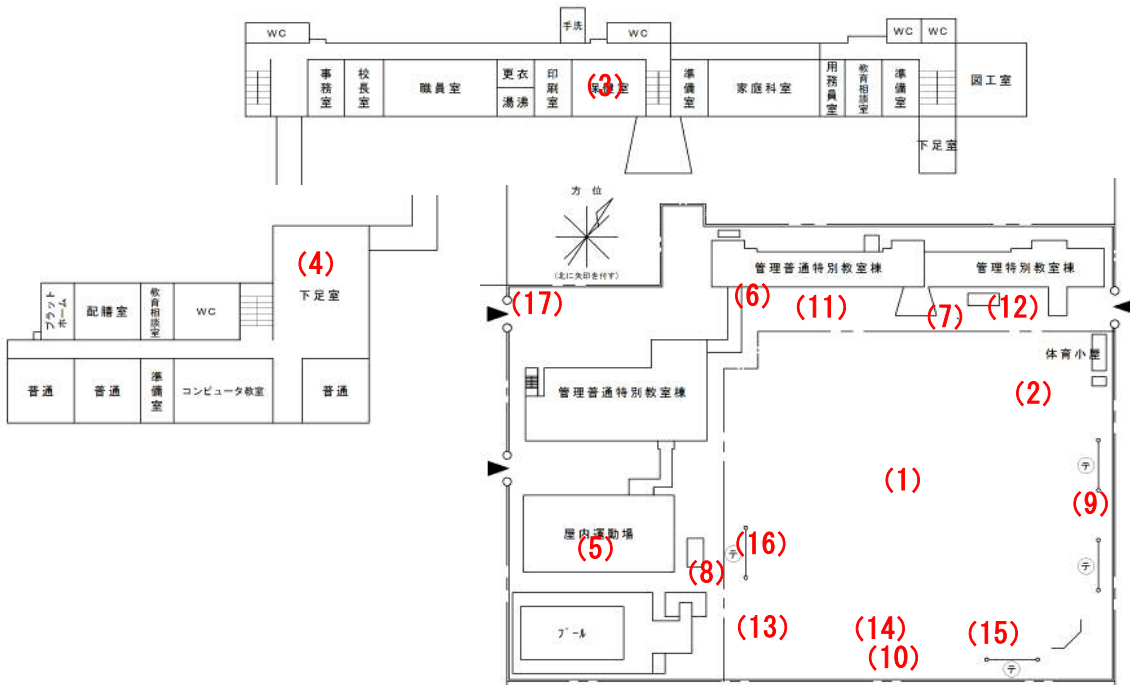 手洗
WC
WC
WC
WC
事務室
校長室
職員室
更衣
湯沸
印刷室
保健室
(3)
準備室
家庭科室
用務員室
教育相談室
準備室
図工室
下足室
方位
(北に矢印を付す)
(4)
下足室
プラットホーム
配膳室
教育相談室
WC
普通
普通
準備室
コンピュータ教室
普通
管理普通特別教室棟
管理特別教室棟
(17)
(6)
(11)
(7)
(12)
体育小屋
(2)
管理普通特別教室棟
(1)
テ
(9)
屋内運動場
(5)
(16)
テ
テ
(8)
プール
(13)
(14)
(15)
(10)
テ